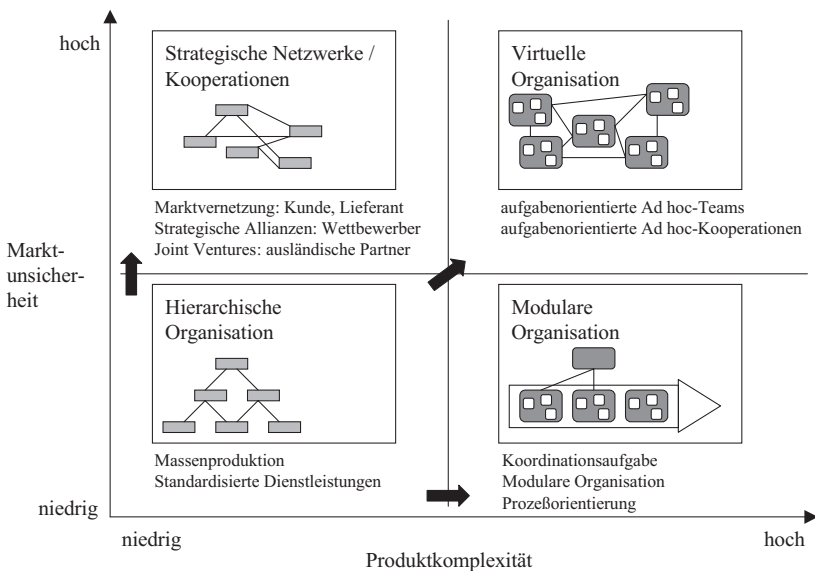 hoch
Strategische Netzwerke /
Kooperationen
Virtuelle
Organisation
Marktvernetzung: Kunde, Lieferant
Strategische Allianzen: Wettbewerber
Joint Ventures: ausländische Partner
aufgabenorientierte Ad hoc-Teams
aufgabenorientierte Ad hoc-Kooperationen
Markt-
unsicher-
heit
Hierarchische
Organisation
Modulare
Organisation
Massenproduktion
Standardisierte Dienstleistungen
Koordinationsaufgabe
Modulare Organisation
Prozeßorientierung
niedrig
niedrig
hoch
Produktkomplexität